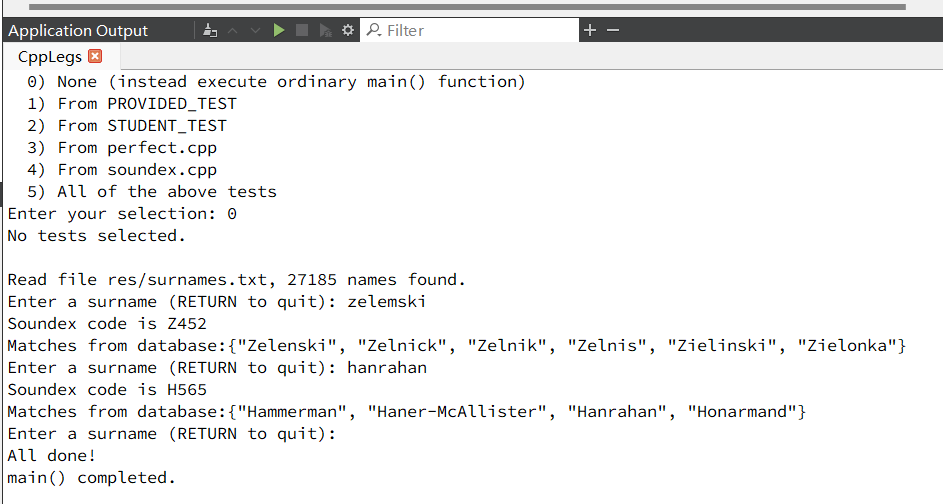 Application Output
Filter
CppLegs
0) None (instead execute ordinary main() function)
1) From PROVIDED_TEST
2) From STUDENT_TEST
3) From perfect.cpp
4) From soundex.cpp
5) All of the above tests
Enter your selection: 0
No tests selected.
Read file res/surnames.txt, 27185 names found.
Enter a surname (RETURN to quit): zelemski
Soundex code is Z452
Matches from database:{"Zelenski", "Zelnick", "Zelnik", "Zelnis", "Zielinski", "Zielonka"}
Enter a surname (RETURN to quit): hanrahan
Soundex code is H565
Matches from database:{"Hammerman", "Haner-McAllister", "Hanrahan", "Honarmand"}
Enter a surname (RETURN to quit):
All done!
main() completed.